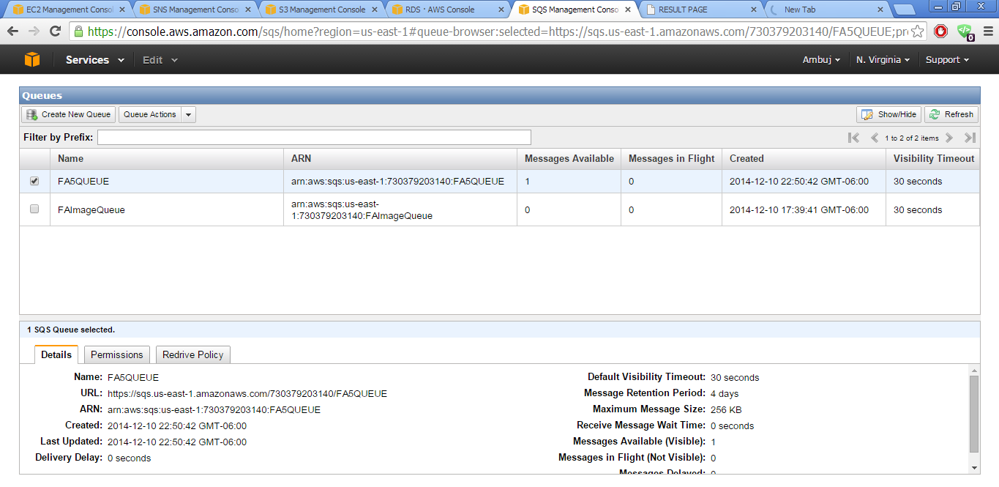 EC2 Management Consol
SNS Management Conso
S3 Management Console
RDS · AWS Console
SQS Management Conso
RESULT PAGE
New Tab
https://console.aws.amazon.com/sqs/home?region=us-east-1#queue-browser:selected=https://sqs.us-east-1.amazonaws.com/730379203140/FA5QUEUE;pr
0
Services Edit Ambuj N. Virginia Support
Queues
Create New Queue Queue Actions Show/Hide Refresh
Filter by Prefix: 1 to 2 of 2 items
Name ARN Messages Available Messages in Flight Created Visibility Timeout
FA5QUEUE arn:aws:sqs:us-east-1:730379203140:FA5QUEUE 1 0 2014-12-10 22:50:42 GMT-06:00 30 seconds
FAImageQueue arn:aws:sqs:us-east-
1:730379203140:FAImageQueue 0 0 2014-12-10 17:39:41 GMT-06:00 30 seconds
1 SQS Queue selected.
Details Permissions Redrive Policy
Name: FA5QUEUE
URL: https://sqs.us-east-1.amazonaws.com/730379203140/FA5QUEUE
ARN: arn:aws:sqs:us-east-1:730379203140:FA5QUEUE
Created: 2014-12-10 22:50:42 GMT-06:00
Last Updated: 2014-12-10 22:50:42 GMT-06:00
Delivery Delay: 0 seconds
Default Visibility Timeout: 30 seconds
Message Retention Period: 4 days
Maximum Message Size: 256 KB
Receive Message Wait Time: 0 seconds
Messages Available (Visible): 1
Messages in Flight (Not Visible): 0
Messages Delayed: 0